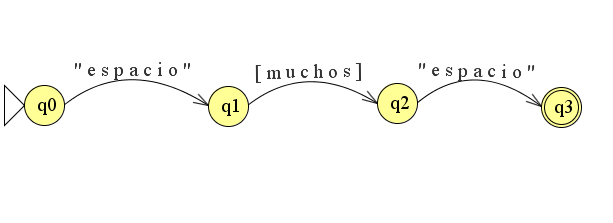 "espacio" [muchos] "espacio"
q0 q1 q2 q3